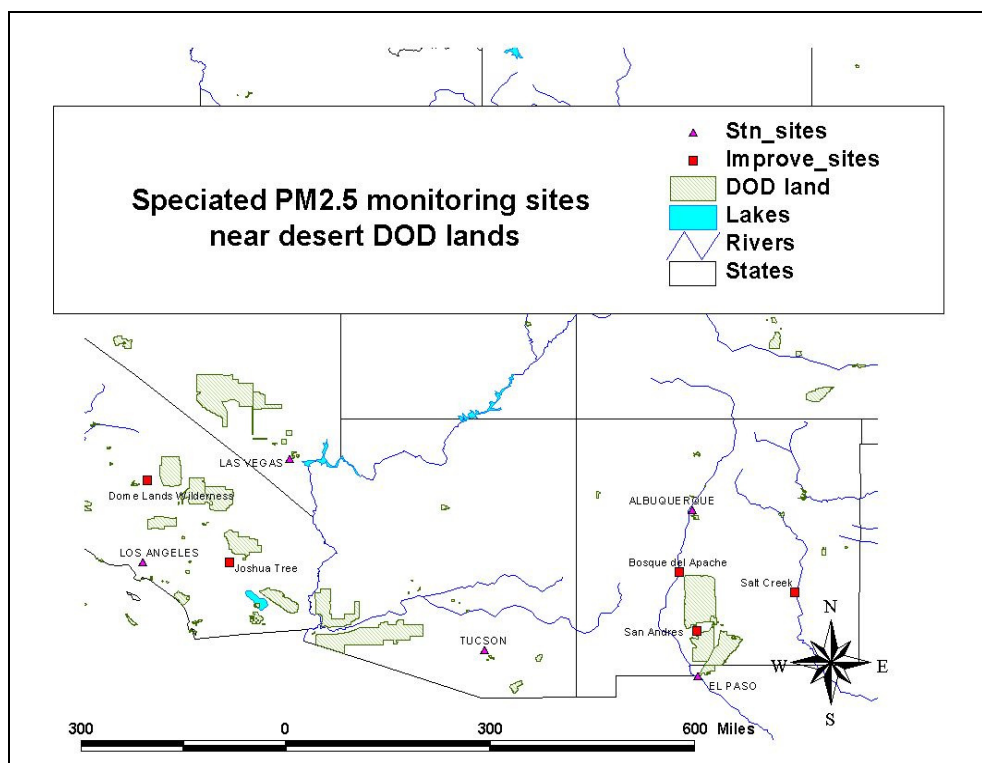 Speciated PM2.5 monitoring sites
near desert DOD lands
Stn_sites
Improve_sites
DOD land
Lakes
Rivers
States
LAS VEGAS
Dome Lands Wilderness
LOS ANGELES
Joshua Tree
ALBUQUERQUE
Bosque del Apache
Salt Creek
San Andres
TUCSON
EL PASO
N
W
E
S
300
0
300
600 Miles